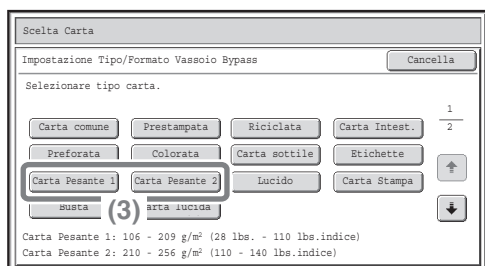 Scelta Carta
Impostazione Tipo/Formato Vassoio Bypass Cancella
Selezionare tipo carta.
1
Carta comune Prestampata Riciclata Carta Intest. 2
Preforata Colorata Carta sottile Etichette
Carta Pesante 1 Carta Pesante 2 Lucido Carta Stampa
Busta (3) Carta lucida
Carta Pesante 1: 106 - 209 g/m² (28 lbs. - 110 lbs.indice)
Carta Pesante 2: 210 - 256 g/m² (110 - 140 lbs.indice)